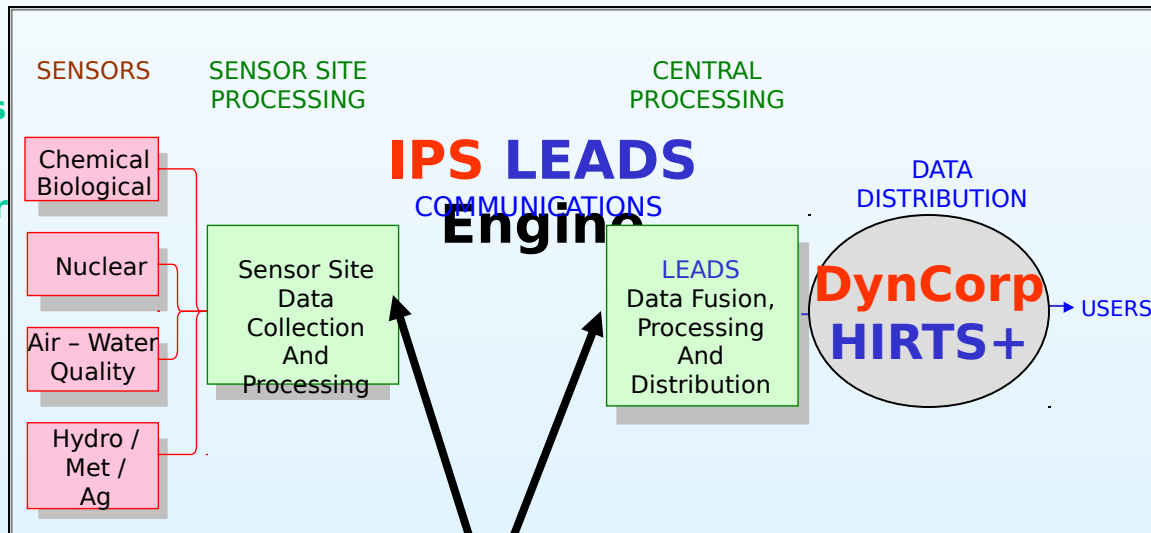 SENSORS
SENSOR SITE
PROCESSING
CENTRAL
PROCESSING
IPS LEADS
Engine
COMMUNICATIONS
DATA
DISTRIBUTION
Chemical
Biological
Nuclear
Air – Water
Quality
Hydro /
Met /
Ag
Sensor Site
Data
Collection
And
Processing
LEADS
Data Fusion,
Processing
And
Distribution
DynCorp
HIRTS+
USERS